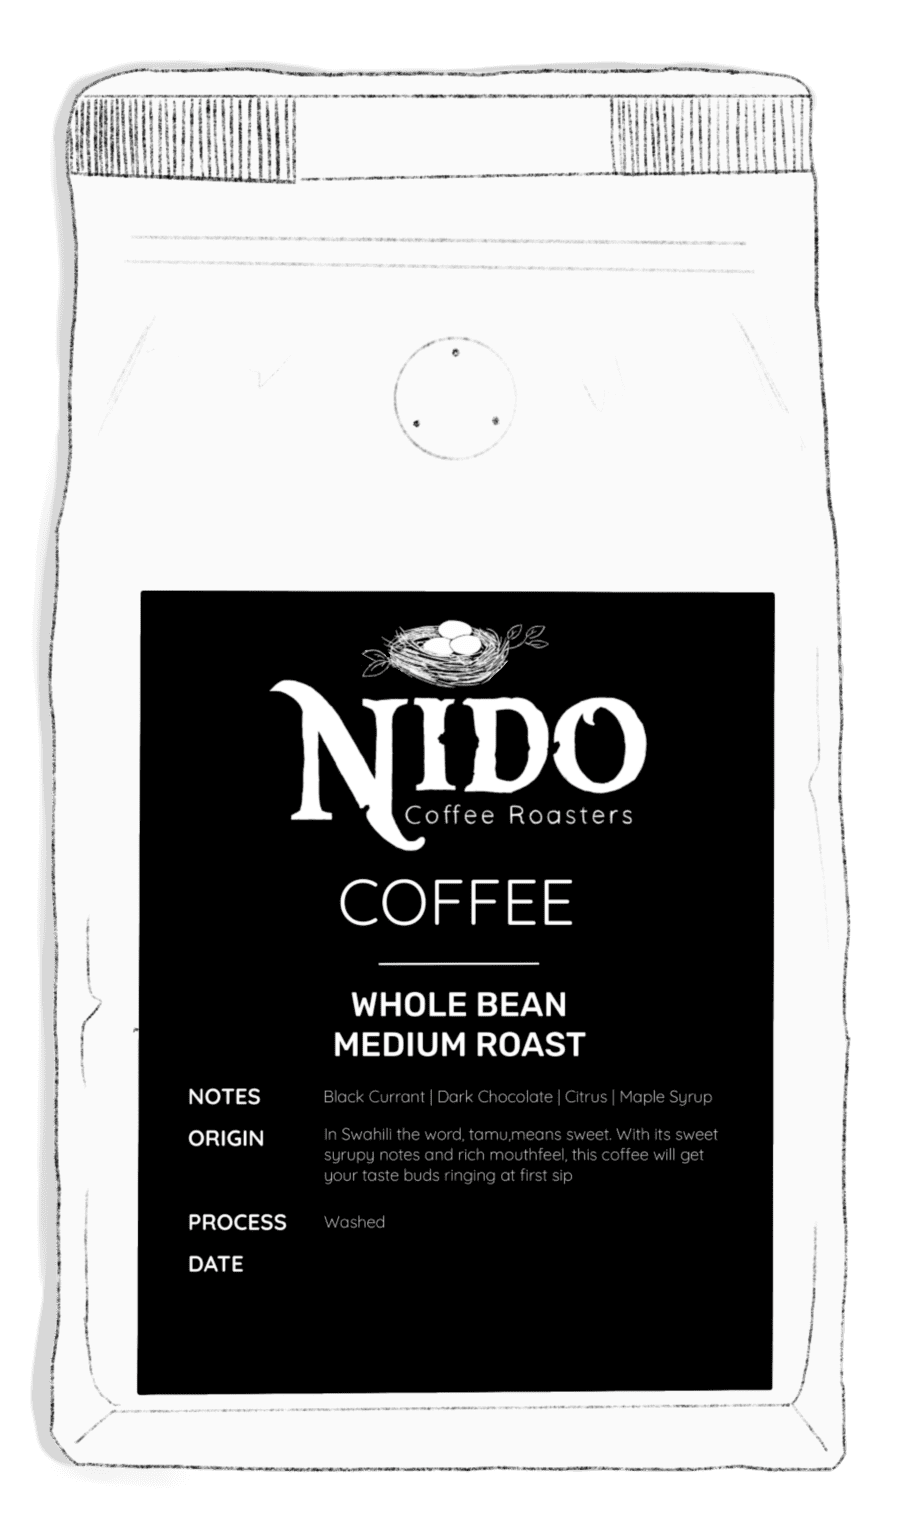 NIDO
Coffee Roasters
COFFEE
WHOLE BEAN
MEDIUM ROAST
NOTES Black Currant | Dark Chocolate | Citrus | Maple Syrup
ORIGIN In Swahili the word, tamu,means sweet. With its sweet
syrupy notes and rich mouthfeel, this coffee will get
your taste buds ringing at first sip
PROCESS Washed
DATE